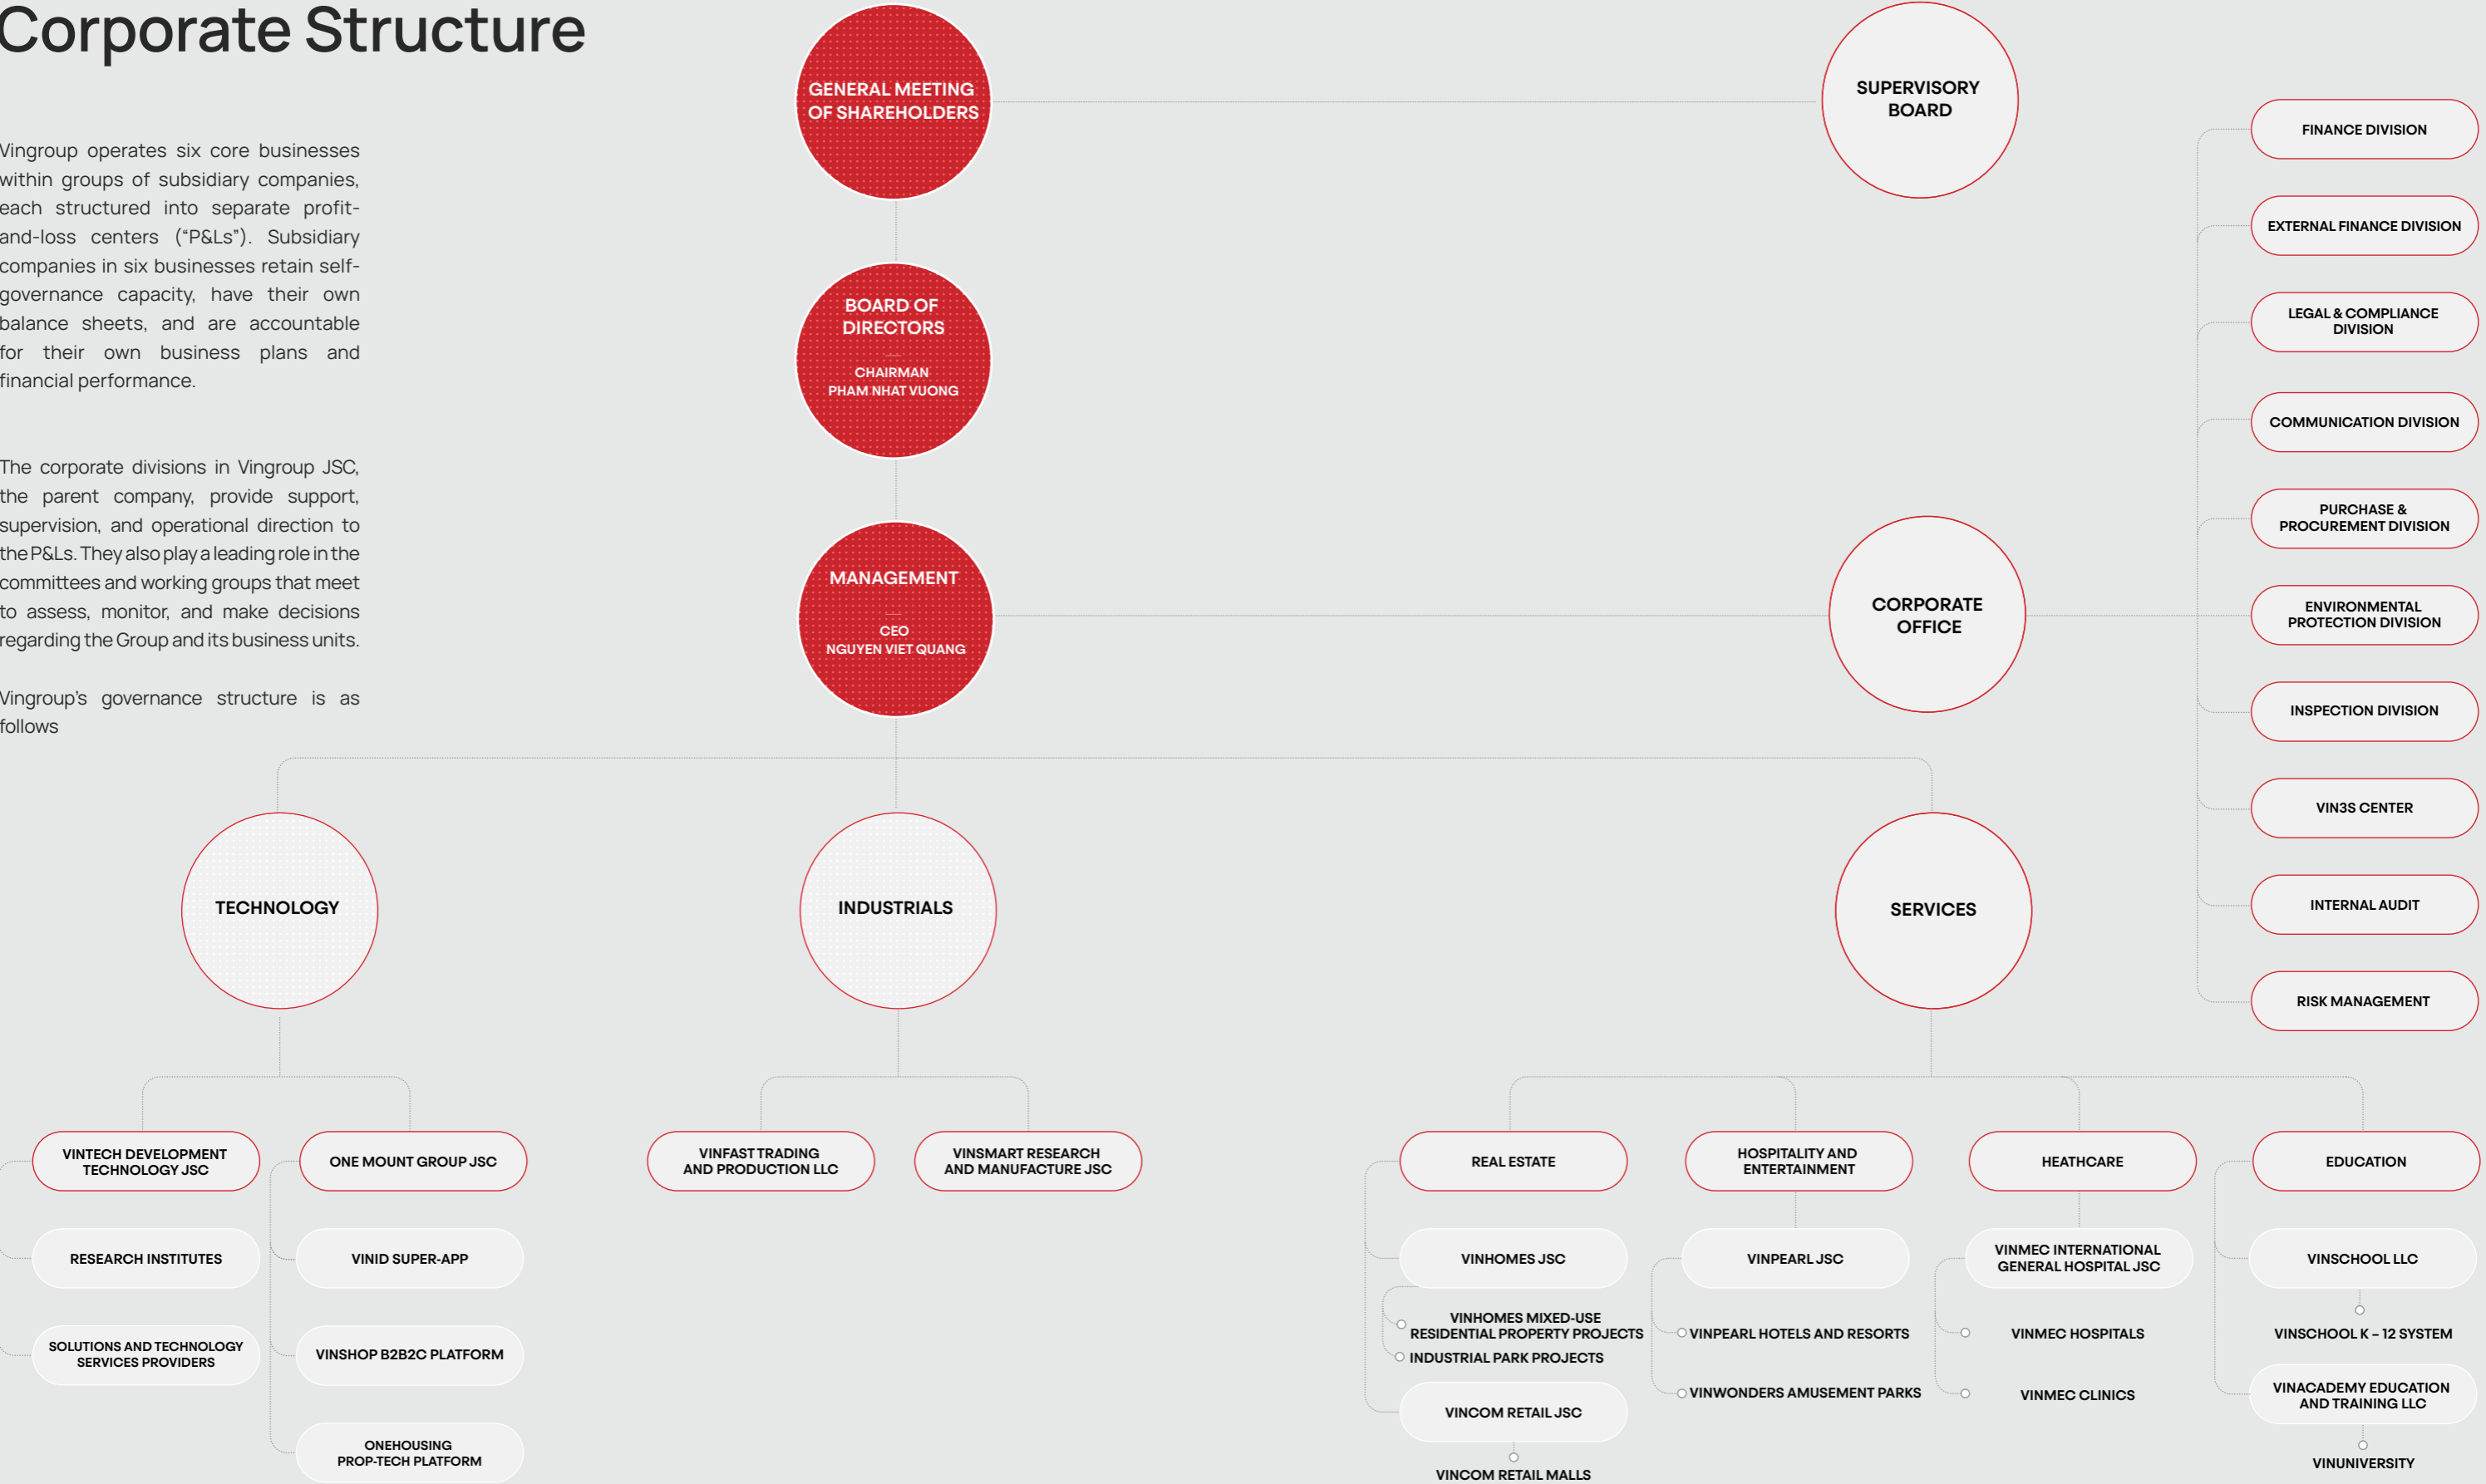 Corporate Structure
Vingroup operates six core businesses
within groups of subsidiary companies,
each structured into separate profit-
and-loss centers (“P&Ls”). Subsidiary
companies in six businesses retain self-
governance capacity, have their own
balance sheets, and are accountable
for their own business plans and
financial performance.
The corporate divisions in Vingroup JSC,
the parent company, provide support,
supervision, and operational direction to
the P&Ls. They also play a leading role in the
committees and working groups that meet
to assess, monitor, and make decisions
regarding the Group and its business units.
Vingroup’s governance structure is as
follows
GENERAL MEETING
OF SHAREHOLDERS
SUPERVISORY
BOARD
BOARD OF
DIRECTORS
CHAIRMAN
PHAM NHAT VUONG
MANAGEMENT
CEO
NGUYEN VIET QUANG
CORPORATE
OFFICE
FINANCE DIVISION
EXTERNAL FINANCE DIVISION
LEGAL & COMPLIANCE
DIVISION
COMMUNICATION DIVISION
PURCHASE &
PROCUREMENT DIVISION
ENVIRONMENTAL
PROTECTION DIVISION
INSPECTION DIVISION
VIN3S CENTER
INTERNAL AUDIT
RISK MANAGEMENT
TECHNOLOGY
INDUSTRIALS
SERVICES
VINTECH DEVELOPMENT
TECHNOLOGY JSC
RESEARCH INSTITUTES
SOLUTIONS AND TECHNOLOGY
SERVICES PROVIDERS
ONE MOUNT GROUP JSC
VINID SUPER-APP
VINSHOP B2B2C PLATFORM
ONEHOUSING
PROP-TECH PLATFORM
VINFAST TRADING
AND PRODUCTION LLC
VINSMART RESEARCH
AND MANUFACTURE JSC
REAL ESTATE
VINHOMES JSC
VINHOMES MIXED-USE
RESIDENTIAL PROPERTY PROJECTS
INDUSTRIAL PARK PROJECTS
VINCOM RETAIL JSC
VINCOM RETAIL MALLS
HOSPITALITY AND
ENTERTAINMENT
VINPEARL JSC
VINPEARL HOTELS AND RESORTS
VINWONDERS AMUSEMENT PARKS
HEATHCARE
VINMEC INTERNATIONAL
GENERAL HOSPITAL JSC
VINMEC HOSPITALS
VINMEC CLINICS
EDUCATION
VINSCHOOL LLC
VINSCHOOL K – 12 SYSTEM
VINACADEMY EDUCATION
AND TRAINING LLC
VINUNIVERSITY